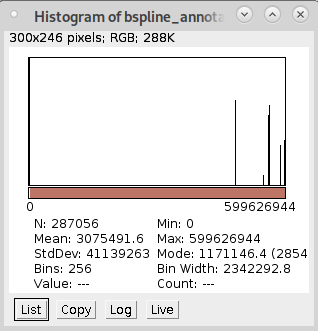 Histogram of bspline_annota
300x246 pixels; RGB; 288K
0 599626944
N: 287056 Min: 0
Mean: 3075491.6 Max: 599626944
StdDev: 41139263 Mode: 1171146.4 (2854
Bins: 256 Bin Width: 2342292.8
Value: --- Count: ---
List Copy Log Live